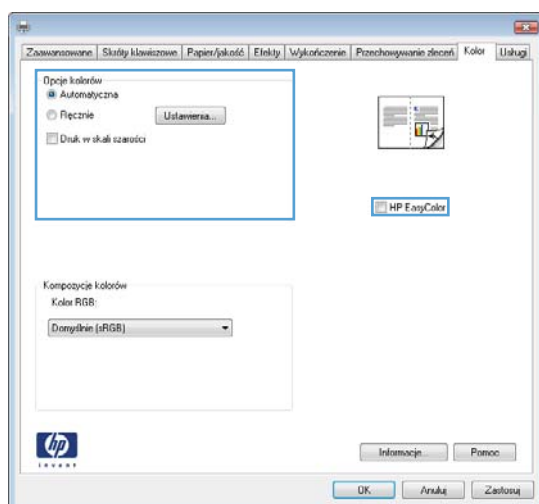 Zaawansowane Skróty klawiszowe Papier/jakość Efekty Wykończenie Przechowywanie zleceń Kolor Usługi
Opcje kolorów
Automatyczna
Ręcznie Ustawienia...
Druk w skali szarości
HP EasyColor
Kompozycje kolorów
Kolor RGB:
Domyślnie (sRGB)
hp
invent
Informacje... Pomoc
OK Anuluj Zastosuj